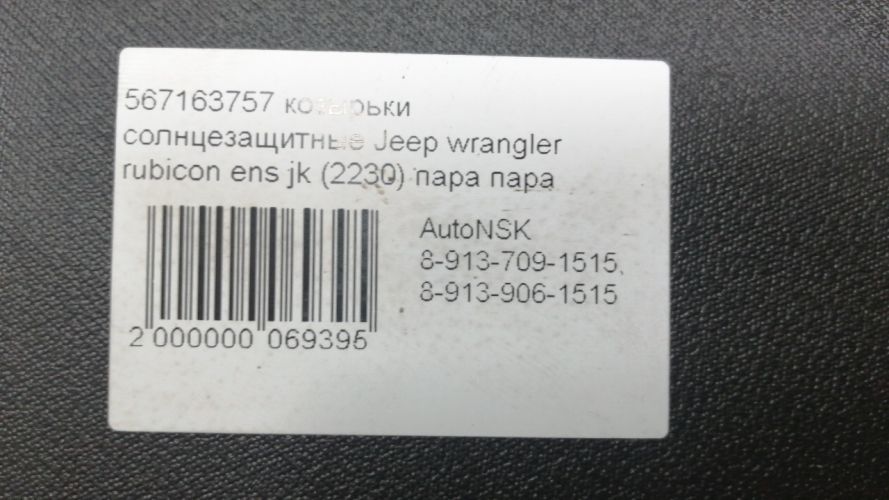 567163757 козырьки
солнцезащитные Jeep wrangler
rubicon ens jk (2230) пара пара
AutoNSK
8-913-709-1515,
8-913-906-1515
2 000000 069395